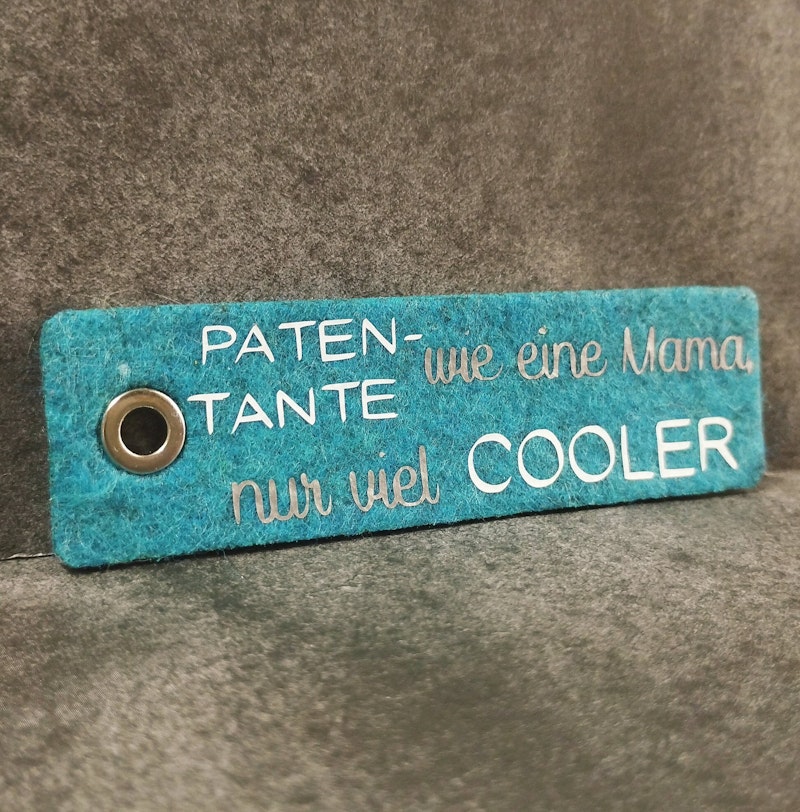 PATEN-
TANTE
wie eine Mama,
nur viel COOLER